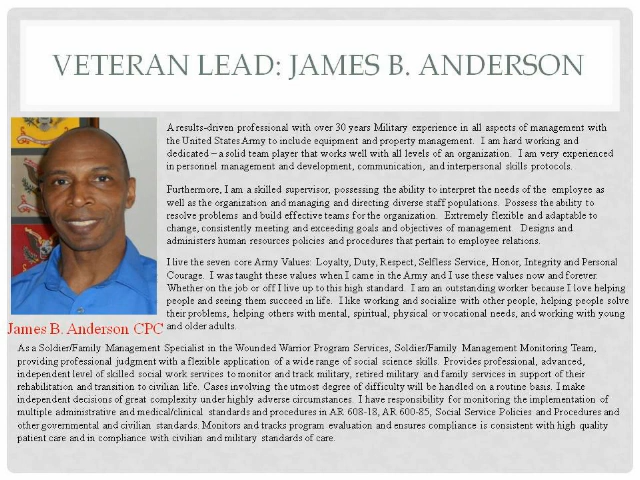 VETERAN LEAD: JAMES B. ANDERSON
A results-driven professional with over 30 years Military experience in all aspects of management with
the United States Army to include equipment and property management. I am hard working and
dedicated – a solid team player that works well with all levels of an organization. I am very experienced
in personnel management and development, communication, and interpersonal skills protocols.
Furthermore, I am a skilled supervisor, possessing the ability to interpret the needs of the employee as
well as the organization and managing and directing diverse staff populations. Possess the ability to
resolve problems and build effective teams for the organization. Extremely flexible and adaptable to
change, consistently meeting and exceeding goals and objectives of management. Designs and
administers human resources policies and procedures that pertain to employee relations.
I live the seven core Army Values: Loyalty, Duty, Respect, Selfless Service, Honor, Integrity and Personal
Courage. I was taught these values when I came in the Army and I use these values now and forever.
Whether on the job or off I live up to this high standard. I am an outstanding worker because I love helping
people and seeing them succeed in life. I like working and socialize with other people, helping people solve
their problems, helping others with mental, spiritual, physical or vocational needs, and working with young
and older adults.
James B. Anderson CPC
As a Soldier/Family Management Specialist in the Wounded Warrior Program Services, Soldier/Family Management Monitoring Team,
providing professional judgment with a flexible application of a wide range of social science skills. Provides professional, advanced,
independent level of skilled social work services to monitor and track military, retired military and family services in support of their
rehabilitation and transition to civilian life. Cases involving the utmost degree of difficulty will be handled on a routine basis. I make
independent decisions of great complexity under highly adverse circumstances. I have responsibility for monitoring the implementation of
multiple administrative and medical/clinical standards and procedures in AR 608-18, AR 600-85, Social Service Policies and Procedures and
other governmental and civilian standards. Monitors and tracks program evaluation and ensures compliance is consistent with high quality
patient care and in compliance with civilian and military standards of care.